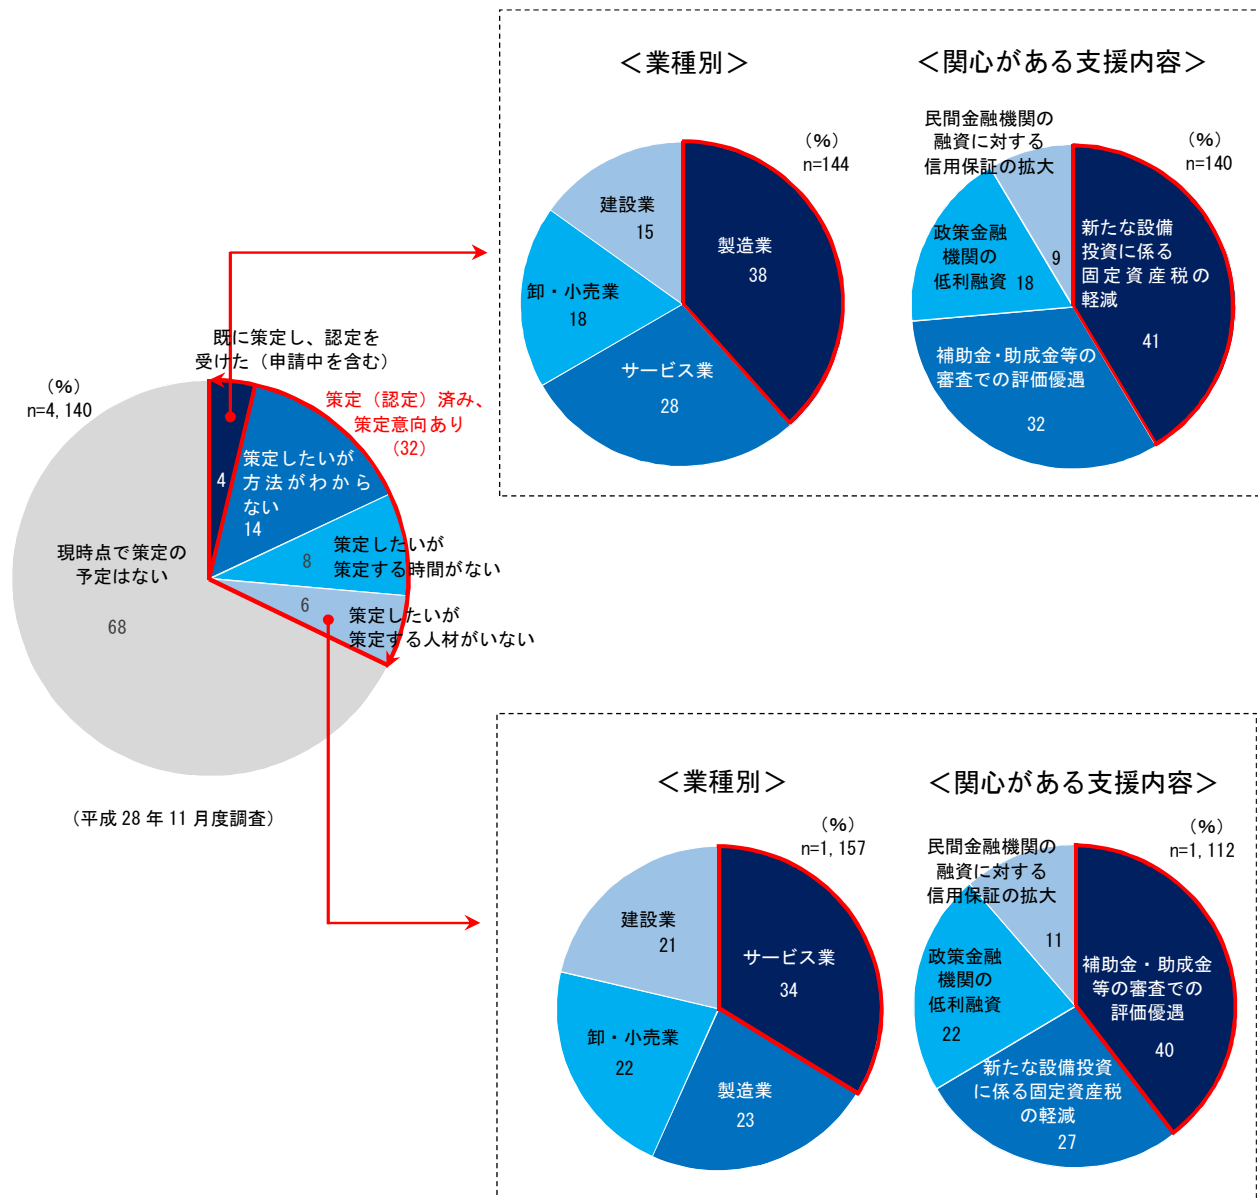 ＜業種別＞
（％）
n=144
製造業
38
サービス業
28
卸・小売業
18
建設業
15
＜関心がある支援内容＞
（％）
n=140
新たな設備
投資に係る
固定資産税の
軽減
41
補助金・助成金等の
審査での評価優遇
32
政策金融
機関の
低利融資
18
民間金融機関の
融資に対する
信用保証の拡大
9
（％）
n=4,140
既に策定し、認定を
受けた（申請中を含む）
4
策定（認定）済み、
策定意向あり
（32）
策定したいが
方法がわから
ない
14
策定したいが
策定する時間がない
8
策定したいが
策定する人材がいない
6
現時点で策定の
予定はない
68
（平成 28 年 11 月度調査）
＜業種別＞
（％）
n=1,157
サービス業
34
製造業
23
卸・小売業
22
建設業
21
＜関心がある支援内容＞
（％）
n=1,112
補助金・助成金
等の審査での
評価優遇
40
新たな設備投資
に係る固定資産税
の軽減
27
政策金融
機関の
低利融資
22
民間金融機関の
融資に対する
信用保証の拡大
11